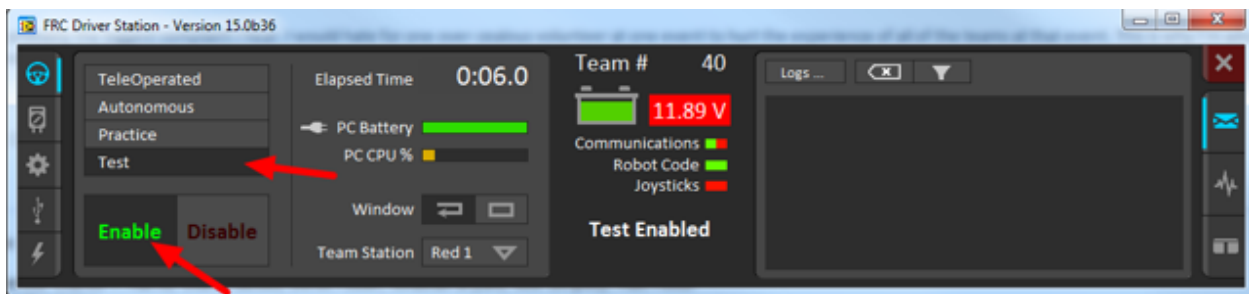 FRC Driver Station - Version 15.0b36
TeleOperated
Autonomous
Practice
Test
Enable Disable
Elapsed Time 0:06.0
PC Battery
PC CPU %
Window
Team Station Red 1
Team # 40
11.89 V
Communications
Robot Code
Joysticks
Test Enabled
Logs ...